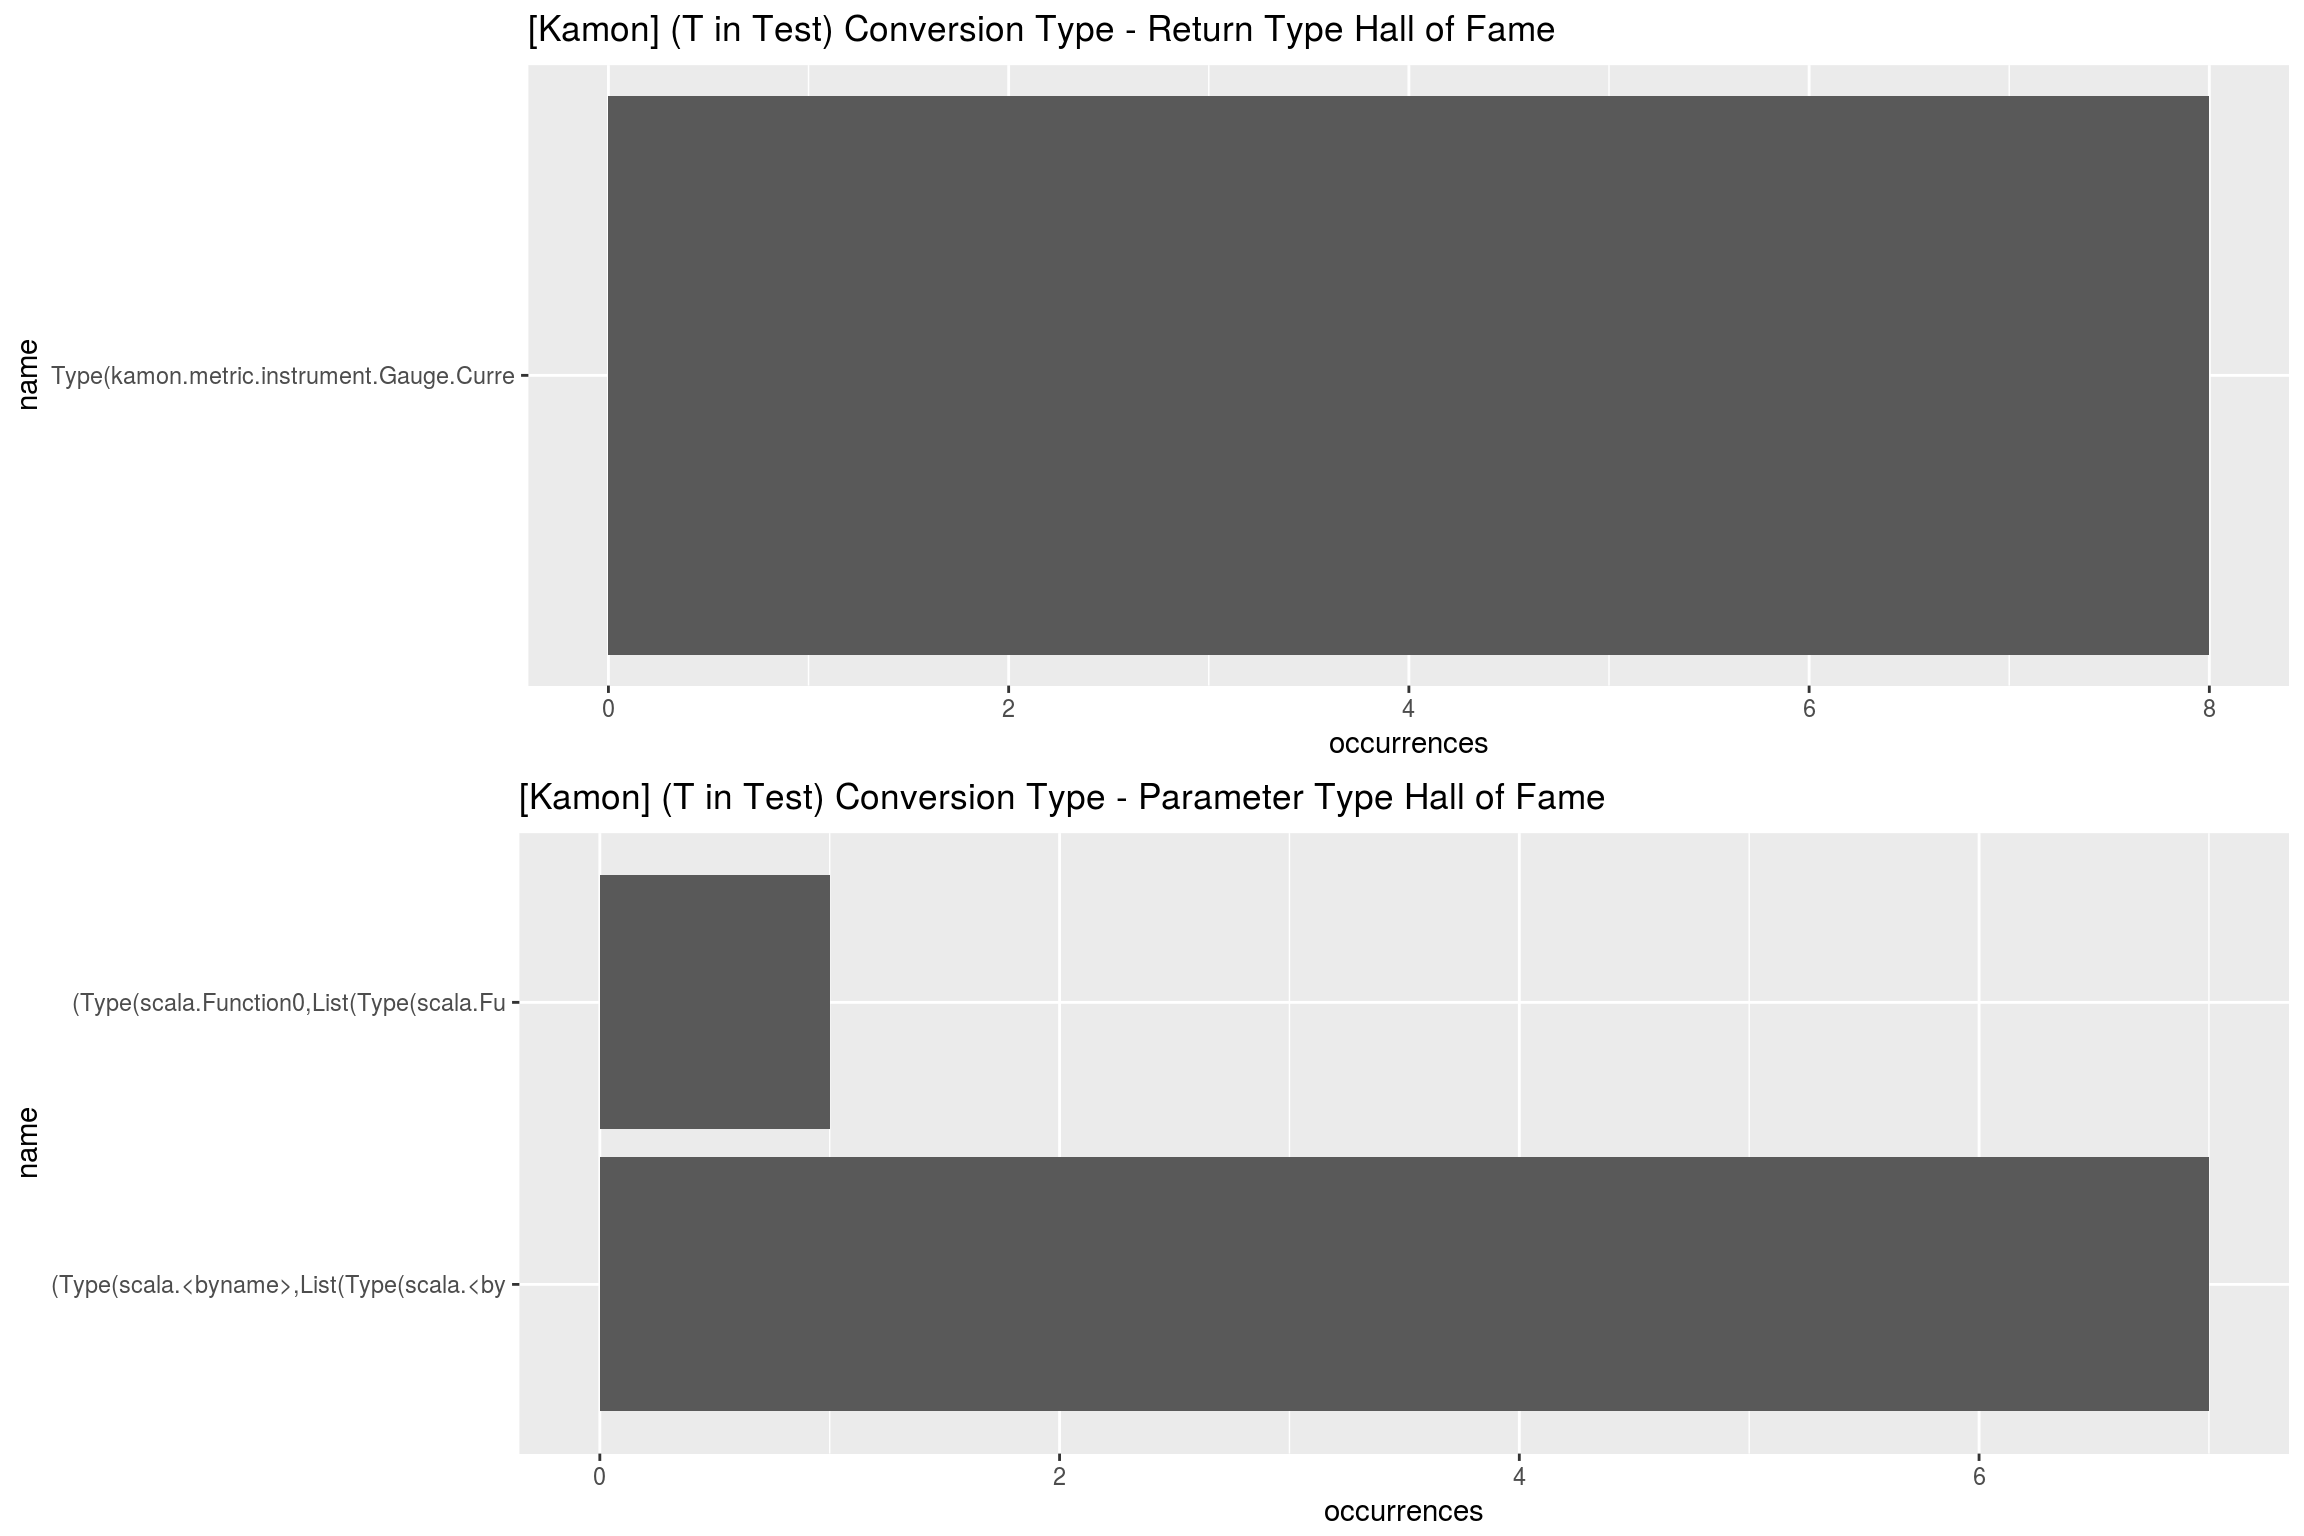 [Kamon] (T in Test) Conversion Type - Return Type Hall of Fame
name
Type(kamon.metric.instrument.Gauge.Curre
0 2 4 6 8
occurrences
[Kamon] (T in Test) Conversion Type - Parameter Type Hall of Fame
name
(Type(scala.Function0,List(Type(scala.Fu
(Type(scala.<byname>,List(Type(scala.<by
0 2 4 6
occurrences